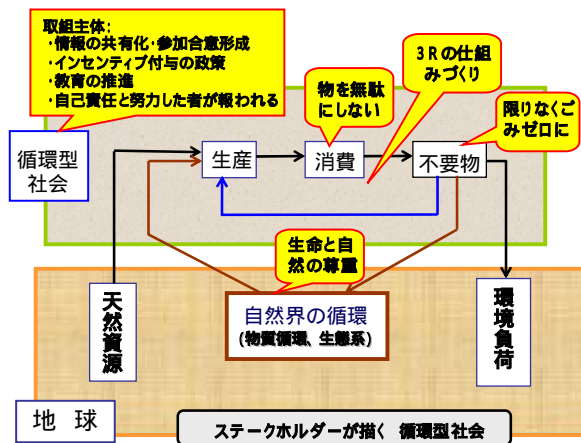 取組主体:
・情報の共有化・参加合意形成
・インセンティブ付与の政策
・教育の推進
・自己責任と努力した者が報われる
3Rの仕組
みづくり
物を無駄
にしない
限りなくご
みゼロに
循環型
社会
生産
消費
不要物
生命と自
然の尊重
天然資源
自然界の循環
(物質循環、生態系)
環境負荷
地 球
ステークホルダーが描く 循環型社会